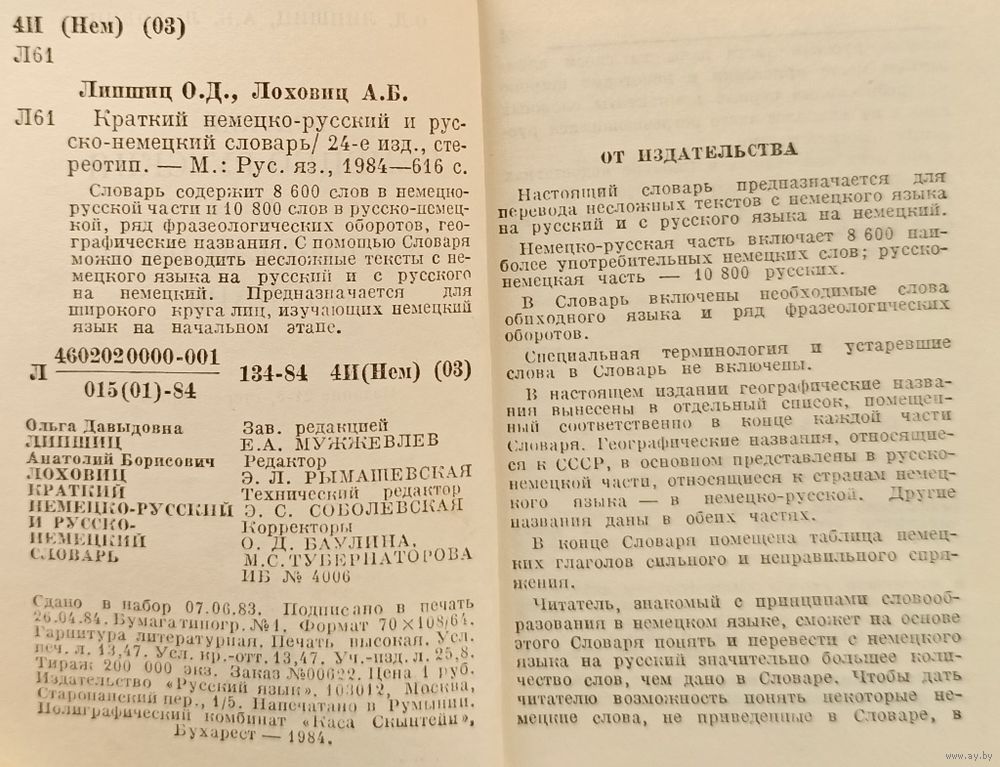 4И (Нем) (03)
Л61
Липшиц О.Д., Лоховиц А.Б.
Л61 Краткий немецко-русский и рус-
ско-немецкий словарь/ 24-е изд., сте-
реотип. — М.: Рус. яз., 1984—616 с.
Словарь содержит 8 600 слов в немецко-
русской части и 10 800 слов в русско-немец-
кой, ряд фразеологических оборотов, гео-
графические названия. С помощью Словаря
можно переводить несложные тексты с не-
мецкого языка на русский и с русского
на немецкий. Предназначается для
широкого круга лиц, изучающих немецкий
язык на начальном этапе.
Л 4602020000-001
015(01)-84
134-84 4И(Нем) (03)
Ольга Давыдовна
ЛИПШИЦ
Анатолий Борисович
ЛОХОВИЦ
КРАТКИЙ
НЕМЕЦКО-РУССКИЙ
И РУССКО-
НЕМЕЦКИЙ
СЛОВАРЬ
Зав. редакцией
Е.А. МУЖЖЕВЛЕВ
Редактор
Э. Л. РЫМАШЕВСКАЯ
Технический редактор
Э. С. СОБОЛЕВСКАЯ
Корректоры
О. Д. БАУЛИНА,
М.С.ТУБЕРНАТОРОВА
ИБ № 4006
Сдано в набор 07.06.83. Подписано в печать
26.04.84. Бумага типогр. №1. Формат 70×108/64.
Гарнитура литературная. Печать высокая. Усл.
печ. л. 13,47. Усл. кр.-отт. 13,47. Уч.-изд. л. 25,8.
Тираж 200 000 экз. Заказ №00622. Цена 1 руб.
Издательство «Русский язык». 103012, Москва,
Старопанский пер., 1/5. Напечатано в Румынии.
Полиграфический комбинат «Каса Скынтейи»,
Бухарест — 1984.
ОТ ИЗДАТЕЛЬСТВА
Настоящий словарь предназначается для
перевода несложных текстов с немецкого языка
на русский и с русского языка на немецкий.
Немецко-русская часть включает 8 600 наи-
более употребительных немецких слов; русско-
немецкая часть — 10 800 русских.
В Словарь включены необходимые слова
обиходного языка и ряд фразеологических
оборотов.
Специальная терминология и устаревшие
слова в Словарь не включены.
В настоящем издании географические назва-
ния вынесены в отдельный список, помещен-
ный соответственно в конце каждой части
Словаря. Географические названия, относящие-
ся к СССР, в основном представлены в русско-
немецкой части, относящиеся к странам немец-
кого языка — в немецко-русской. Другие
названия даны в обеих частях.
В конце Словаря помещена таблица немец-
ких глаголов сильного и неправильного спря-
жения.
Читатель, знакомый с принципами словооб-
разования в немецком языке, сможет на основе
этого Словаря понять и перевести с немецкого
языка на русский значительно большее коли-
чество слов, чем дано в Словаре. Чтобы дать
читателю возможность понять некоторые не-
мецкие слова, не приведенные в Словаре, в
www.ay.by